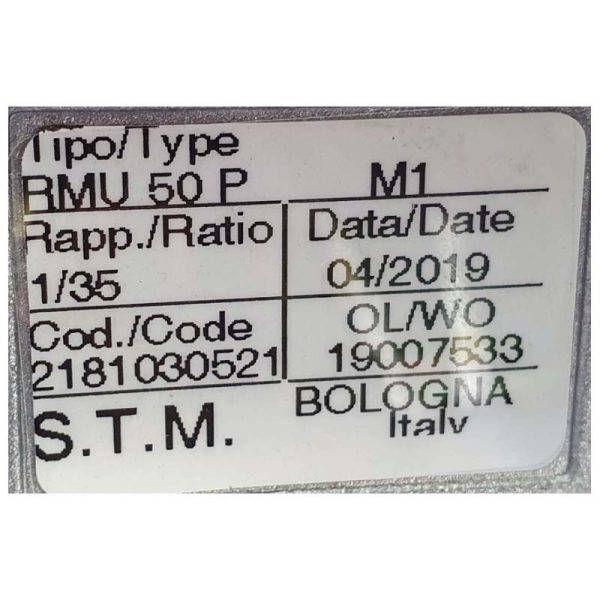 Tipo/Type
RMU 50 P M1
Rapp./Ratio Data/Date
1/35 04/2019
Cod./Code OL/WO
2181030521 19007533
S.T.M. BOLOGNA
Italy